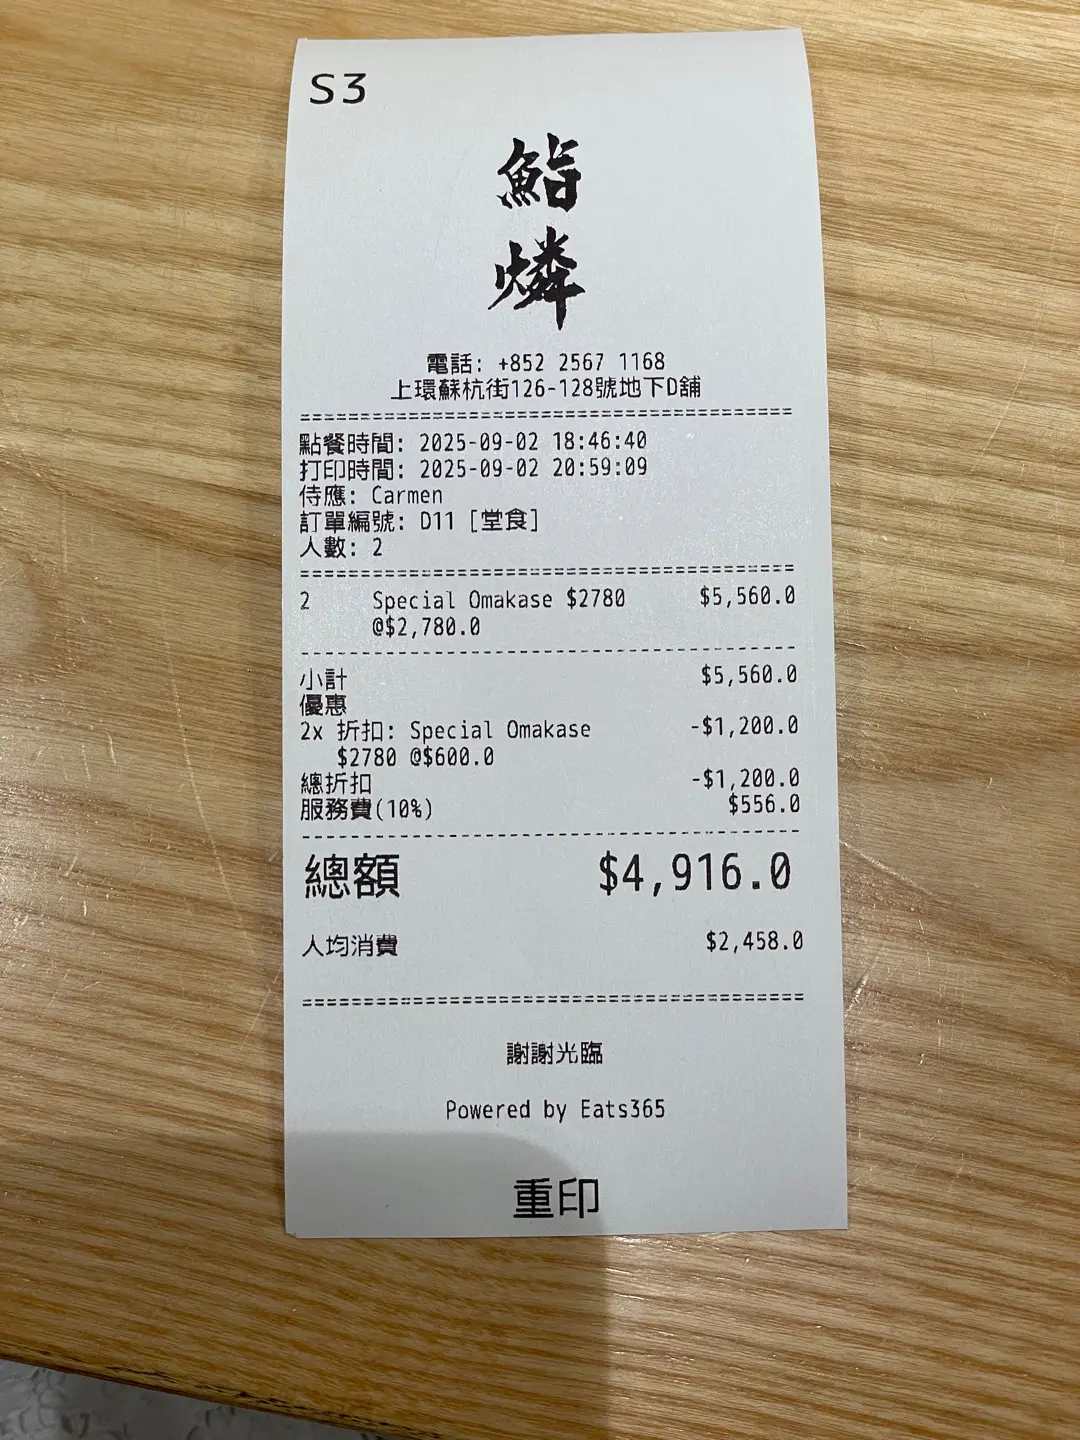 S3
鮨
燐
電話: +852 2567 1168
上環蘇杭街126-128號地下D舖
點餐時間: 2025-09-02 18:46:40
打印時間: 2025-09-02 20:59:09
侍應: Carmen
訂單編號: D11 [堂食]
人數: 2
2 Special Omakase $2780 $5,560.0
@$2,780.0
小計 $5,560.0
優惠
2x 折扣: Special Omakase -$1,200.0
$2780 @$600.0
總折扣 -$1,200.0
服務費(10%) $556.0
總額 $4,916.0
人均消費 $2,458.0
謝謝光臨
Powered by Eats365
重印